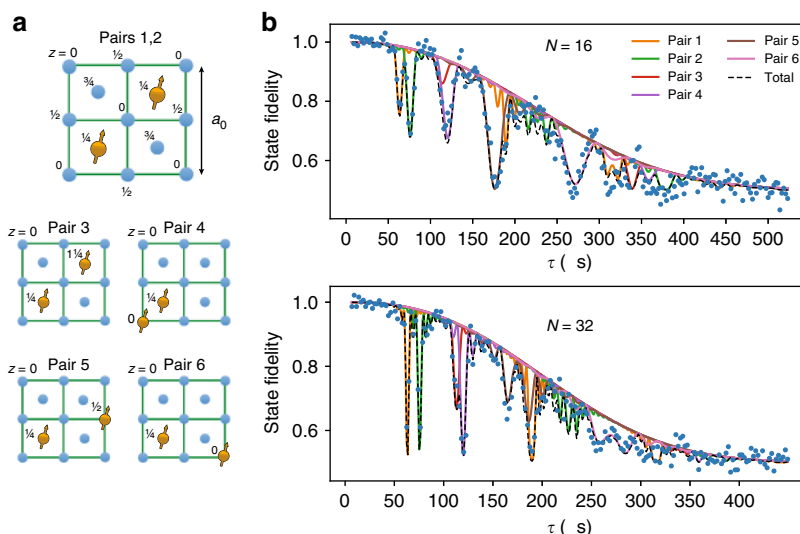 a
Pairs 1,2
z = 0 ½ 0
¾ ¼
½ 0 ½
a₀
¼ ¾
0 ½ 0
z = 0 Pair 3
1¼
¼
z = 0 Pair 4
¼
0
Pair 5
z = 0
½
¼
Pair 6
z = 0
¼
0
b
N = 16
Pair 1
Pair 2
Pair 3
Pair 4
Pair 5
Pair 6
Total
State fidelity
1.0
0.8
0.6
0 50 100 150 200 250 300 350 400 450 500
τ ( s)
N = 32
State fidelity
1.0
0.8
0.6
0 50 100 150 200 250 300 350 400
τ ( s)